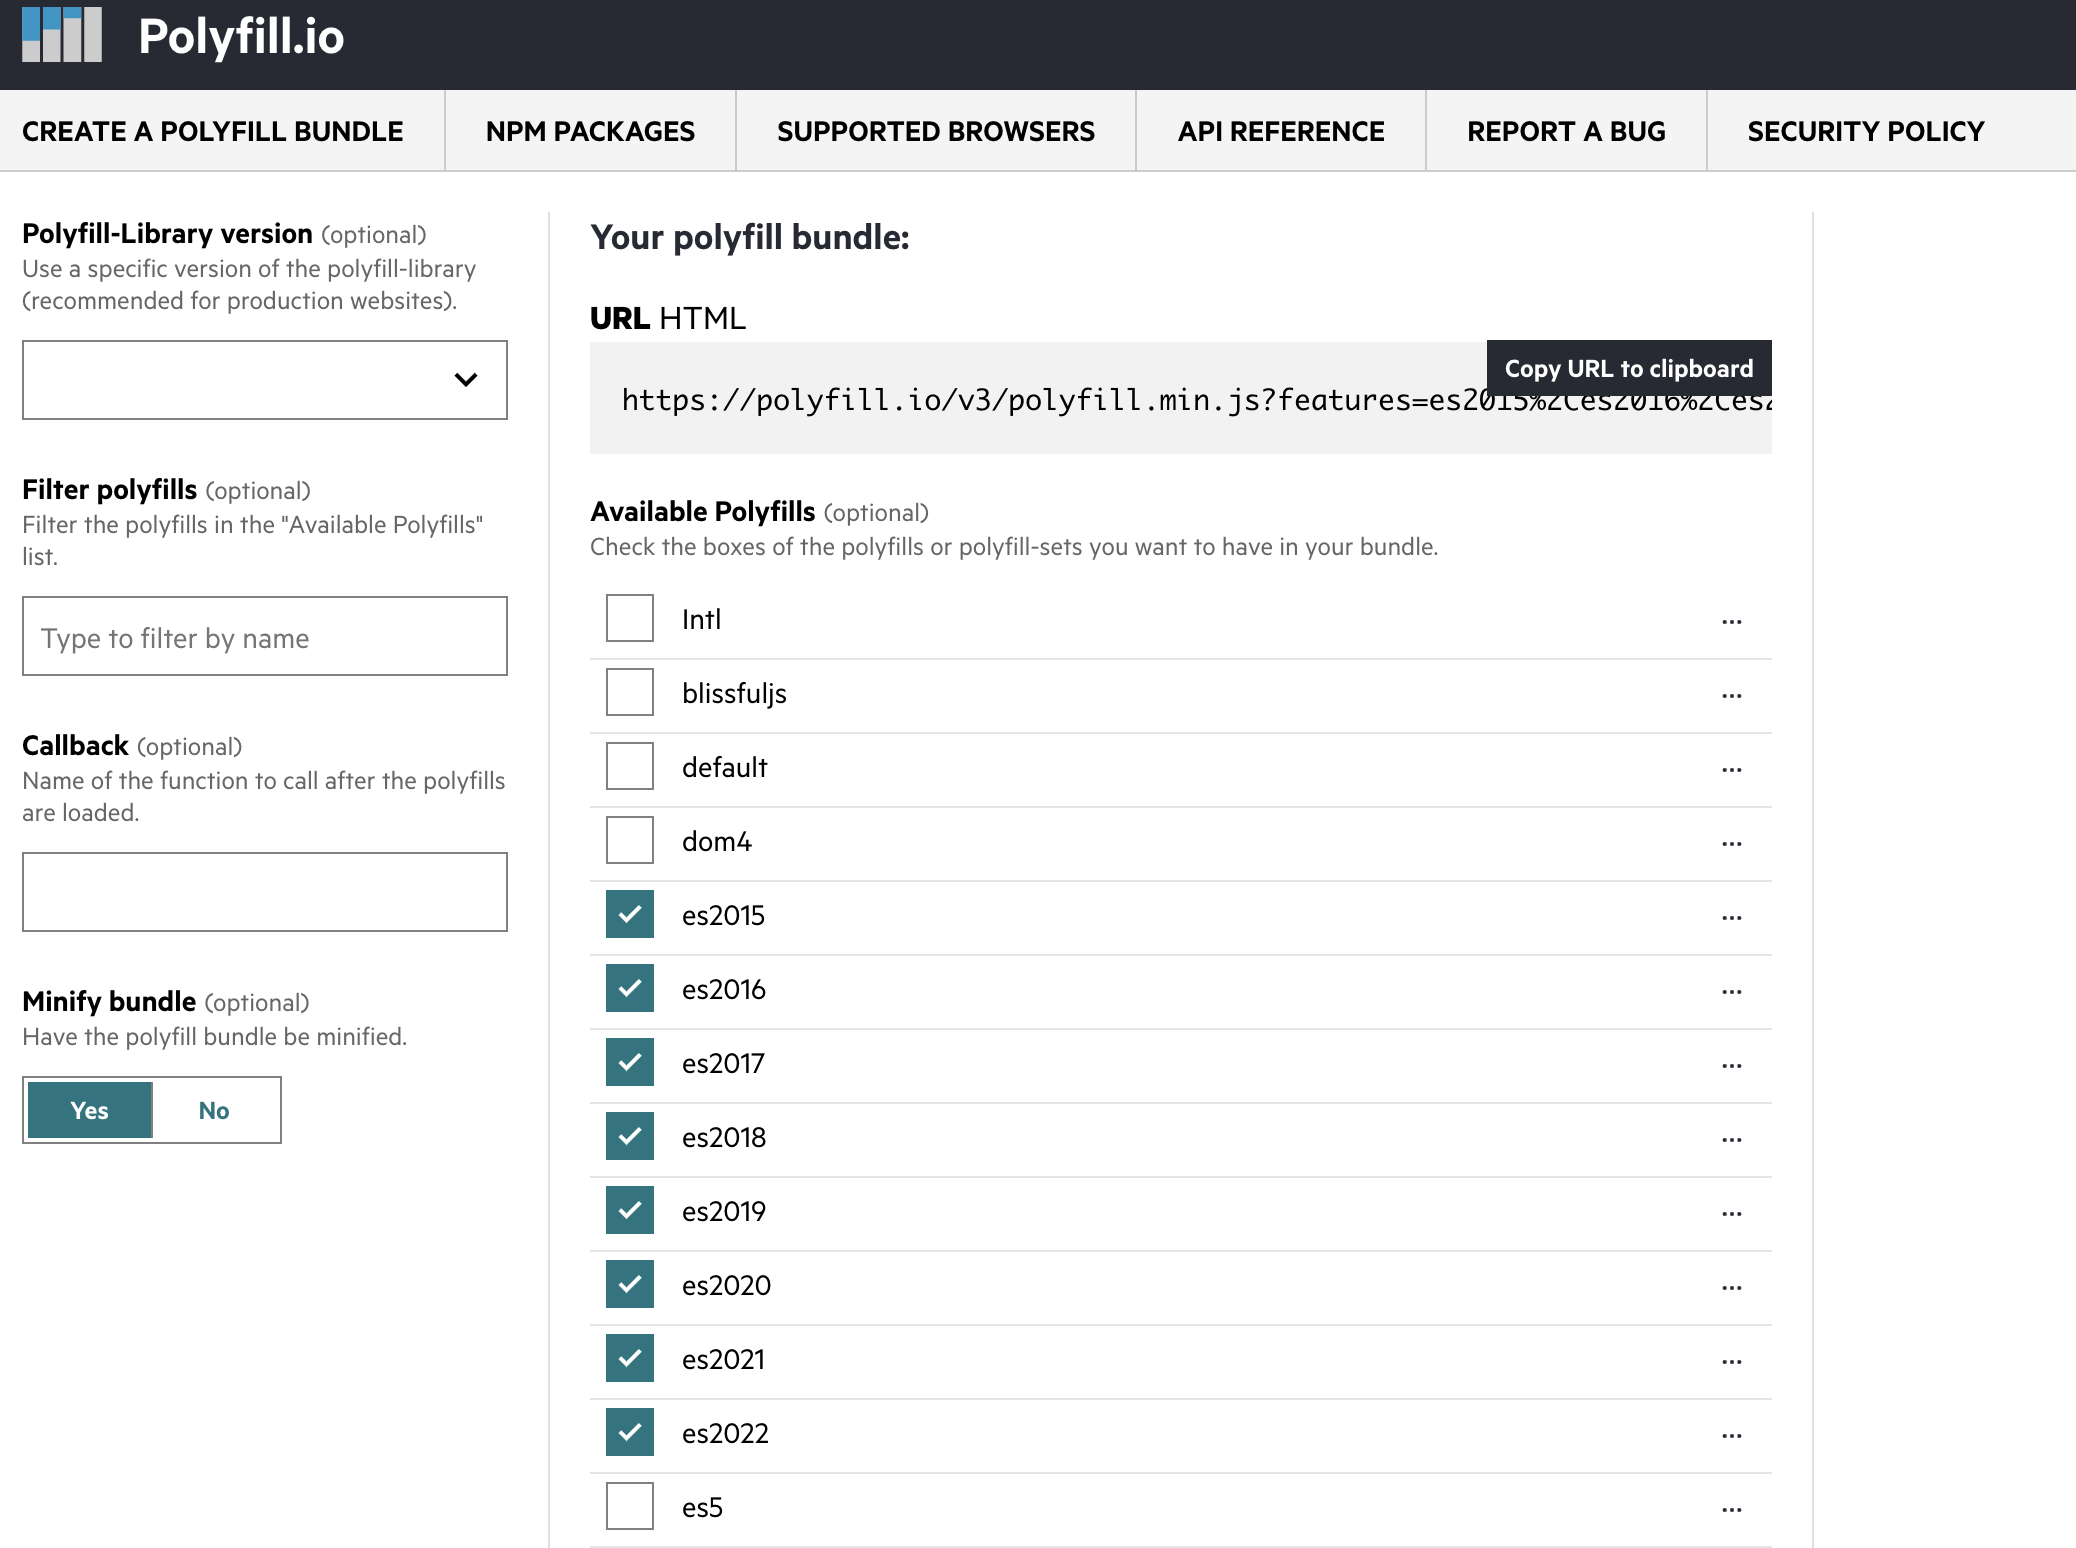 Polyfill.io
CREATE A POLYFILL BUNDLE
NPM PACKAGES
SUPPORTED BROWSERS
API REFERENCE
REPORT A BUG
SECURITY POLICY
Polyfill-Library version (optional)
Use a specific version of the polyfill-library
(recommended for production websites).
Filter polyfills (optional)
Filter the polyfills in the "Available Polyfills"
list.
Type to filter by name
Callback (optional)
Name of the function to call after the polyfills
are loaded.
Minify bundle (optional)
Have the polyfill bundle be minified.
Yes
No
Your polyfill bundle:
URL HTML
Copy URL to clipboard
https://polyfill.io/v3/polyfill.min.js?features=es2015%2Ces2016%2Ces2
Available Polyfills (optional)
Check the boxes of the polyfills or polyfill-sets you want to have in your bundle.
Intl ...
blissfuljs ...
default ...
dom4 ...
es2015 ...
es2016 ...
es2017 ...
es2018 ...
es2019 ...
es2020 ...
es2021 ...
es2022 ...
es5 ...